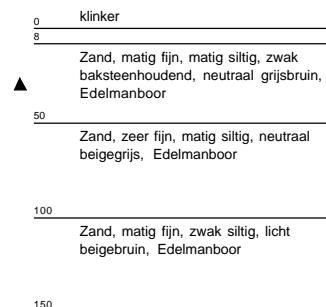 klinker
0
8
Zand, matig fijn, matig siltig, zwak
baksteenhoudend, neutraal grijsbruin,
Edelmanboor
50
Zand, zeer fijn, matig siltig, neutraal
beigegrijs, Edelmanboor
100
Zand, matig fijn, zwak siltig, licht
beigebruin, Edelmanboor
150